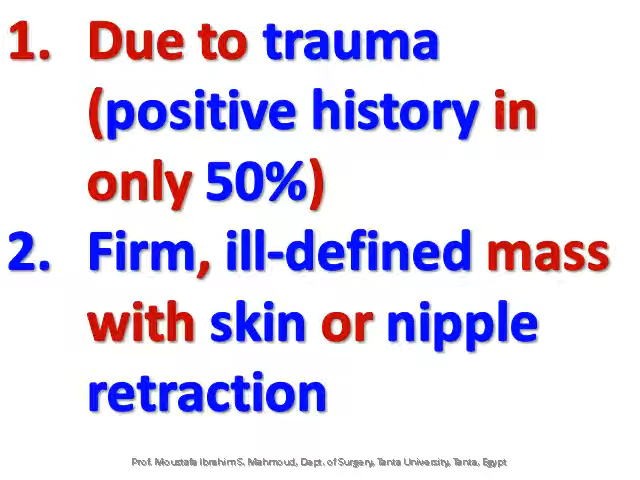 1. Due to trauma
(positive history in
only 50%)
2. Firm, ill-defined mass
with skin or nipple
retraction
Prof. Moustafa Ibrahim S. Mahmoud, Dept. of Surgery, Tanta University, Tanta, Egypt